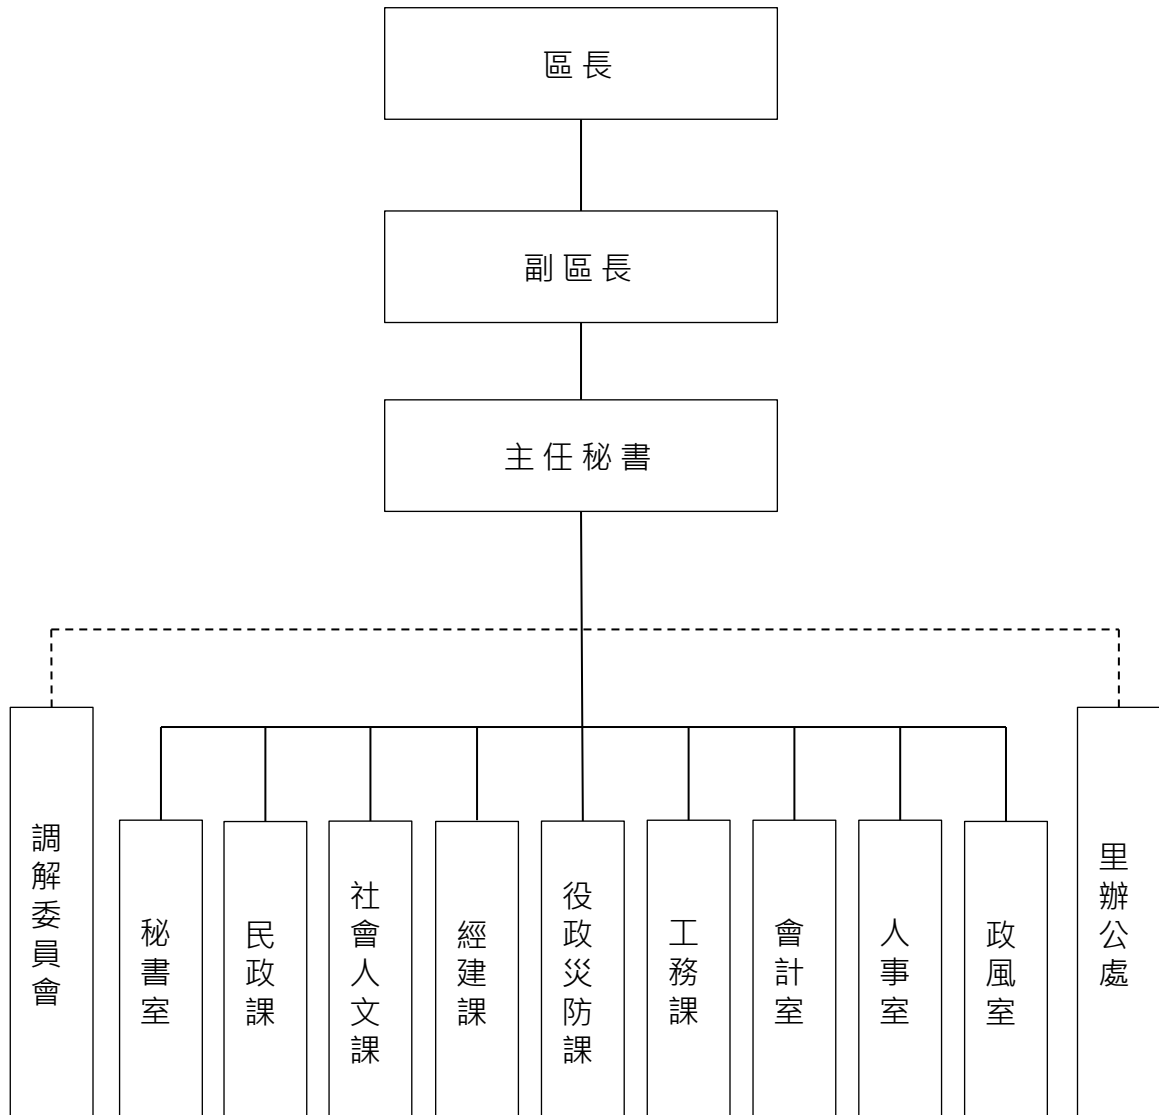 區長
副區長
主任秘書
調解委員會
秘書室
民政課
社會人文課
經建課
役政災防課
工務課
會計室
人事室
政風室
里辦公處